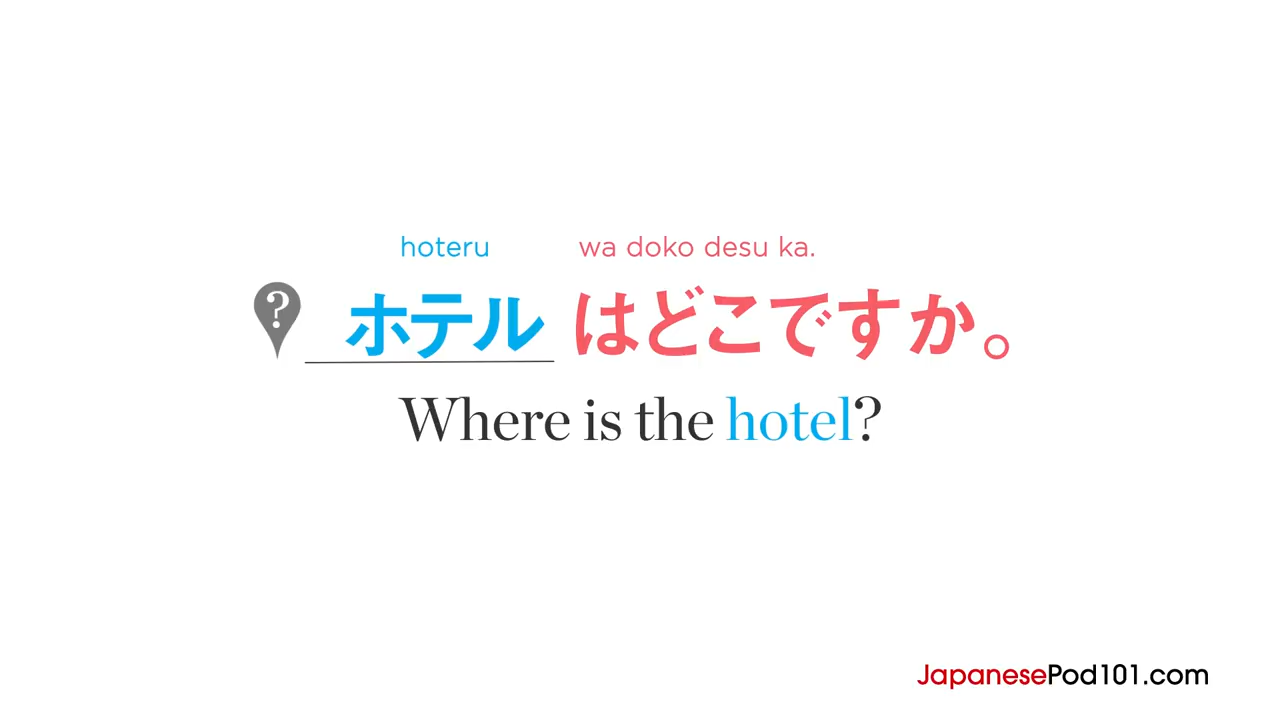 hoteru wa doko desu ka.
? ホテル はどこですか。
Where is the hotel?
JapanesePod101.com